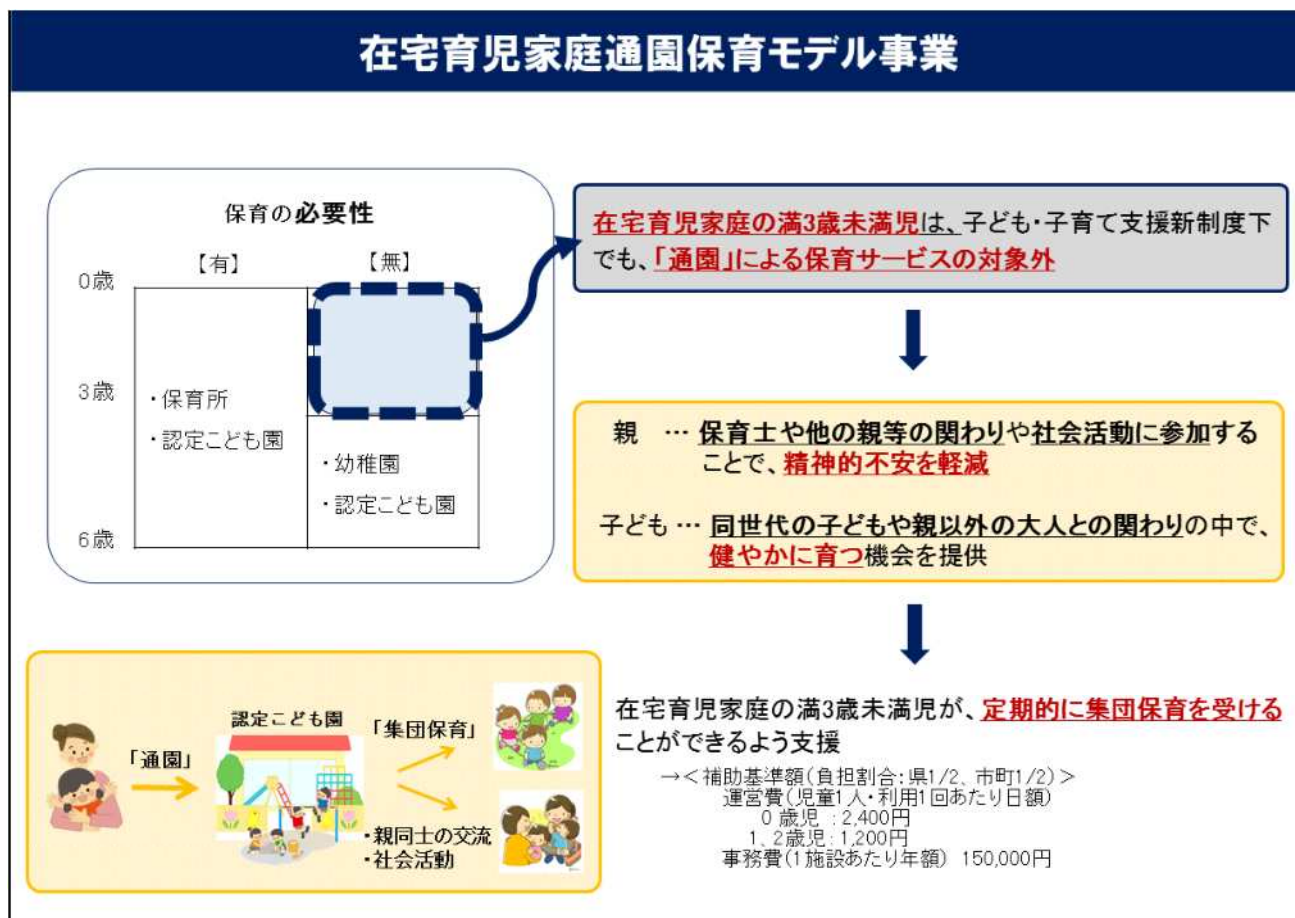 在宅育児家庭通園保育モデル事業
保育の必要性
【有】
【無】
0歳
3歳
6歳
・保育所
・認定こども園
・幼稚園
・認定こども園
在宅育児家庭の満3歳未満児は、子ども・子育て支援新制度下
でも、「通園」による保育サービスの対象外
親 … 保育士や他の親等の関わりや社会活動に参加する
ことで、精神的不安を軽減
子ども … 同世代の子どもや親以外の大人との関わりの中で、
健やかに育つ機会を提供
「通園」
認定こども園
「集団保育」
・親同士の交流
・社会活動
在宅育児家庭の満3歳未満児が、定期的に集団保育を受ける
ことができるよう支援
→＜補助基準額(負担割合：県1/2、市町1/2)＞
運営費(児童1人・利用1回あたり日額)
0歳児 ：2,400円
1、2歳児：1,200円
事務費(1施設あたり年額) 150,000円